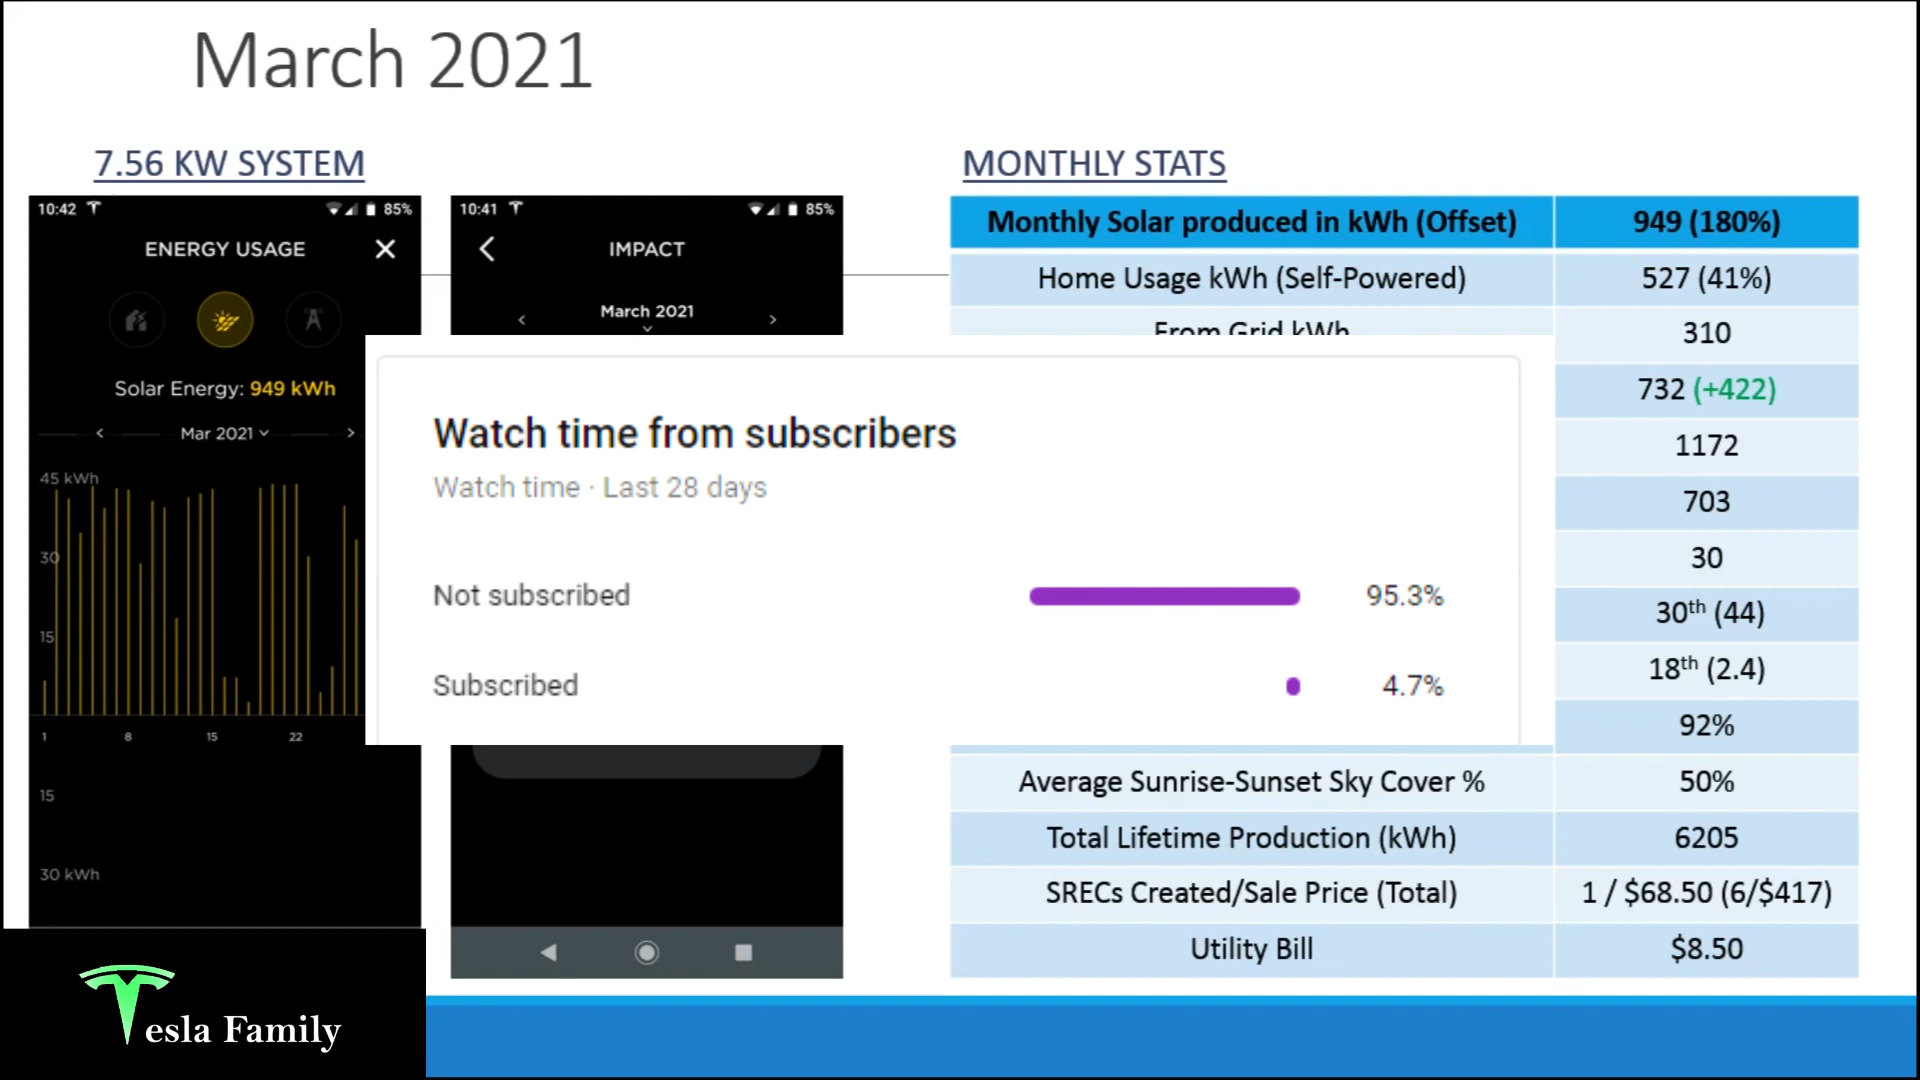 March 2021
7.56 KW SYSTEM
10:42 85%
ENERGY USAGE
Solar Energy: 949 kWh
Mar 2021
45 kWh
30
15
1 8 15 22
15
30 kWh
10:41 85%
IMPACT
March 2021
Watch time from subscribers
Watch time · Last 28 days
Not subscribed 95.3%
Subscribed 4.7%
MONTHLY STATS
Monthly Solar produced in kWh (Offset) 949 (180%)
Home Usage kWh (Self-Powered) 527 (41%)
From Grid kWh 310
732 (+422)
1172
703
30
30th (44)
18th (2.4)
92%
Average Sunrise-Sunset Sky Cover % 50%
Total Lifetime Production (kWh) 6205
SRECs Created/Sale Price (Total) 1 / $68.50 (6/$417)
Utility Bill $8.50
Tesla Family